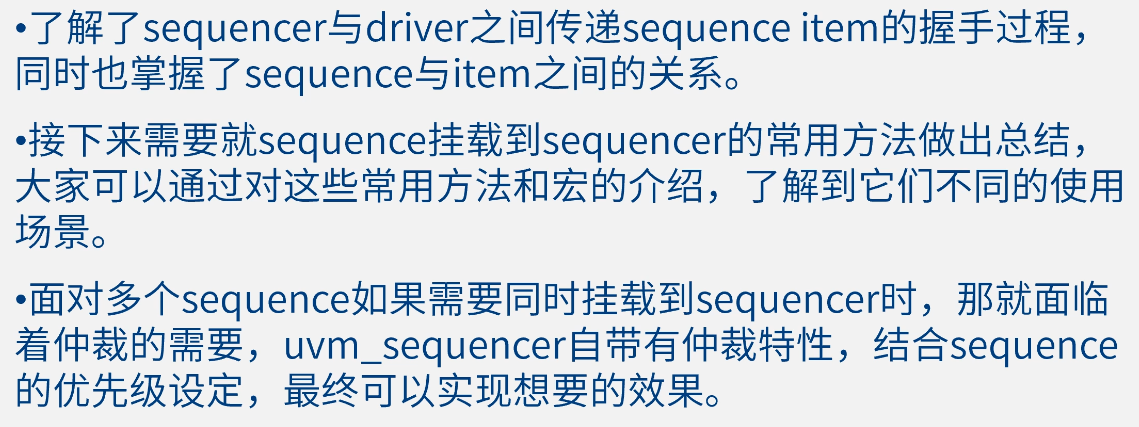 •了解了sequencer与driver之间传递sequence item的握手过程，
同时也掌握了sequence与item之间的关系。
•接下来需要就sequence挂载到sequencer的常用方法做出总结，
大家可以通过对这些常用方法和宏的介绍，了解到它们不同的使用
场景。
•面对多个sequence如果需要同时挂载到sequencer时，那就面临
着仲裁的需要，uvm_sequencer自带有仲裁特性，结合sequence
的优先级设定，最终可以实现想要的效果。